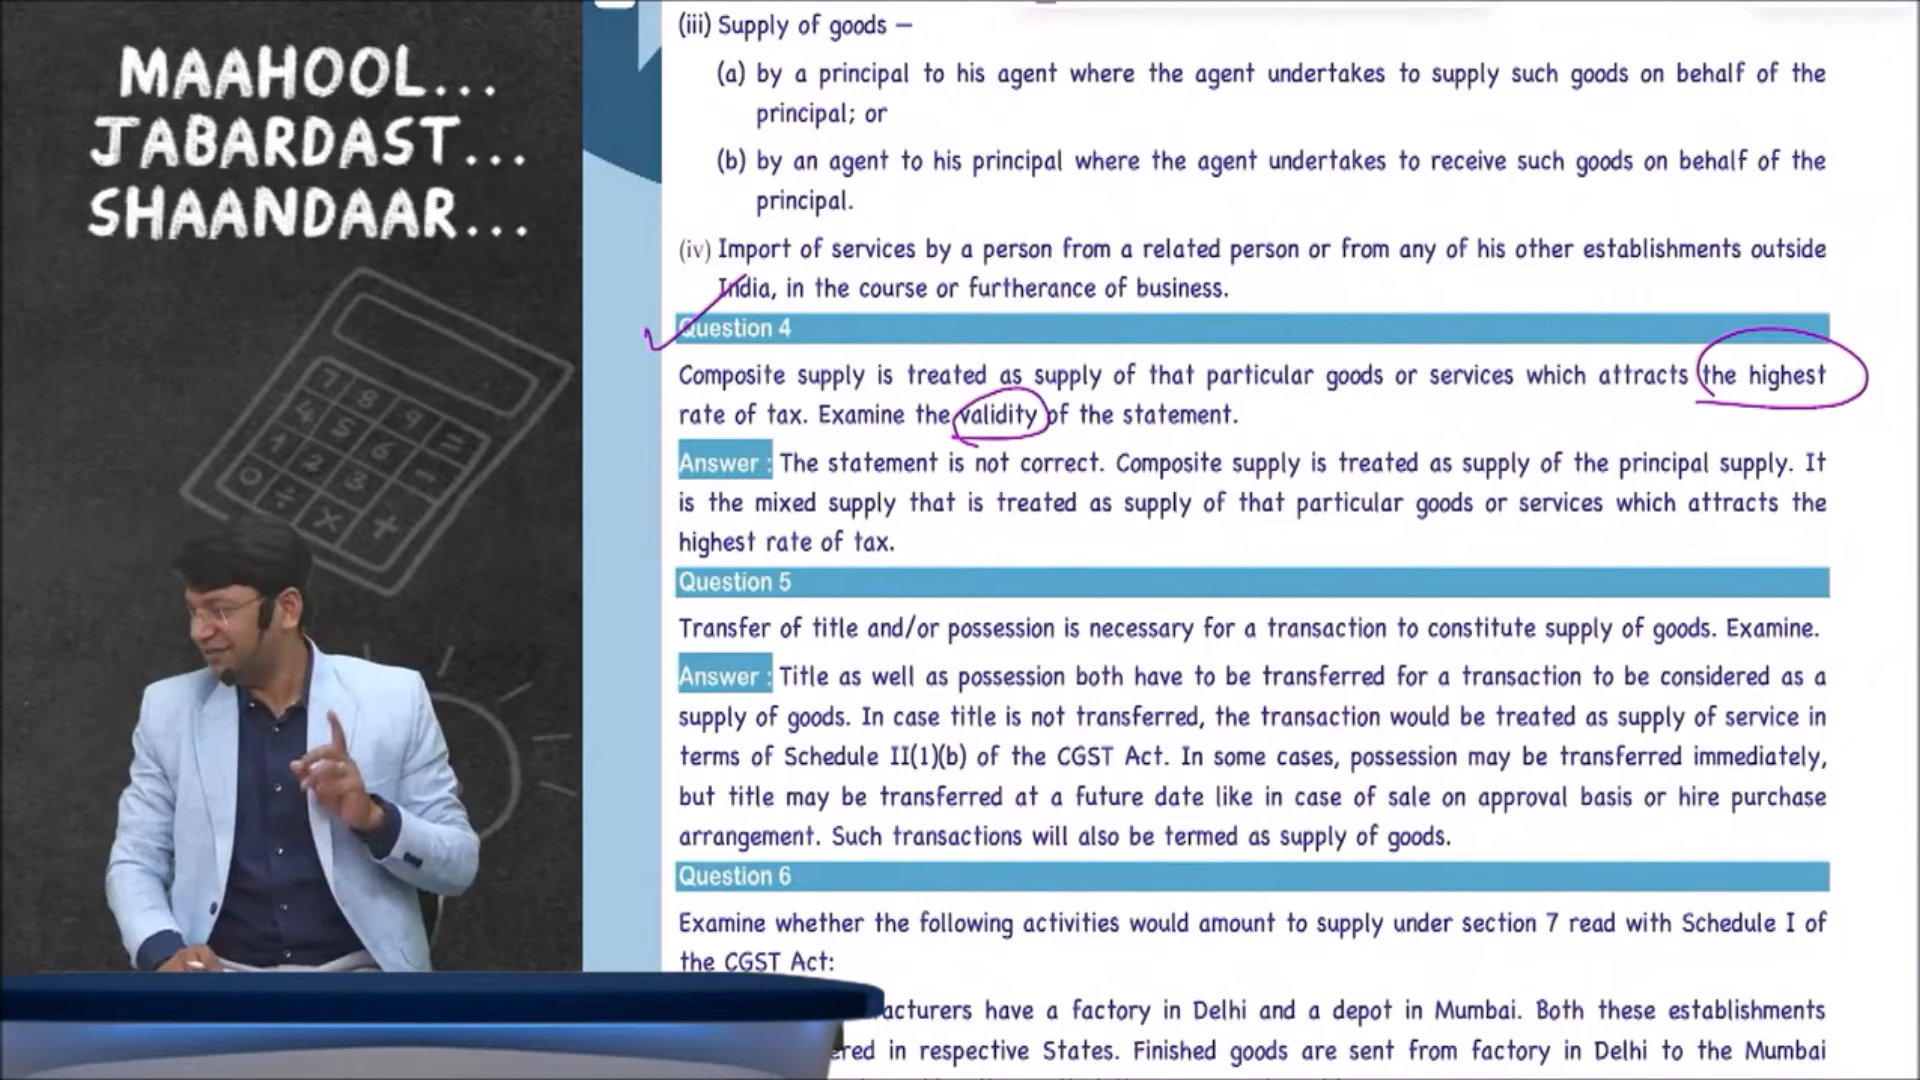 MAAHOOL...
JABARDAST...
SHAANDAAR...
7 8 9 =
4 5 6 -
1 2 3 +
0 ÷ ×
(iii) Supply of goods –
(a) by a principal to his agent where the agent undertakes to supply such goods on behalf of the
principal; or
(b) by an agent to his principal where the agent undertakes to receive such goods on behalf of the
principal.
(iv) Import of services by a person from a related person or from any of his other establishments outside
India, in the course or furtherance of business.
Question 4
Composite supply is treated as supply of that particular goods or services which attracts the highest
rate of tax. Examine the validity of the statement.
Answer : The statement is not correct. Composite supply is treated as supply of the principal supply. It
is the mixed supply that is treated as supply of that particular goods or services which attracts the
highest rate of tax.
Question 5
Transfer of title and/or possession is necessary for a transaction to constitute supply of goods. Examine.
Answer : Title as well as possession both have to be transferred for a transaction to be considered as a
supply of goods. In case title is not transferred, the transaction would be treated as supply of service in
terms of Schedule II(1)(b) of the CGST Act. In some cases, possession may be transferred immediately,
but title may be transferred at a future date like in case of sale on approval basis or hire purchase
arrangement. Such transactions will also be termed as supply of goods.
Question 6
Examine whether the following activities would amount to supply under section 7 read with Schedule I of
the CGST Act:
acturers have a factory in Delhi and a depot in Mumbai. Both these establishments
ered in respective States. Finished goods are sent from factory in Delhi to the Mumbai